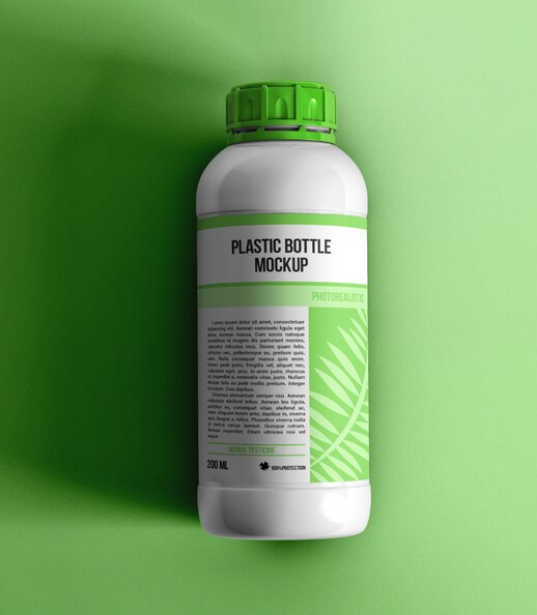 PLASTIC BOTTLE
MOCKUP
PHOTOREALISTIC
Lorem ipsum dolor sit amet, consectetuer
adipiscing elit. Aenean commodo ligula eget
dolor. Aenean massa. Cum sociis natoque
penatibus et magnis dis parturient montes,
nascetur ridiculus mus. Donec quam felis,
ultricies nec, pellentesque eu, pretium quis,
sem. Nulla consequat massa quis enim.
Donec pede justo, fringilla vel, aliquet nec,
vulputate eget, arcu. In enim justo, rhoncus
ut, imperdiet a, venenatis vitae, justo. Nullam
dictum felis eu pede mollis pretium. Integer
tincidunt. Cras dapibus.
Vivamus elementum semper nisi. Aenean
vulputate eleifend tellus. Aenean leo ligula,
porttitor eu, consequat vitae, eleifend ac,
enim. Aliquam lorem ante, dapibus in, viverra
quis, feugiat a, tellus. Phasellus viverra nulla
ut metus varius laoreet. Quisque rutrum.
Aenean imperdiet. Etiam ultricies nisi vel
augue.
HERBAL PESTICIDE
200 ML
100% PROTECTION